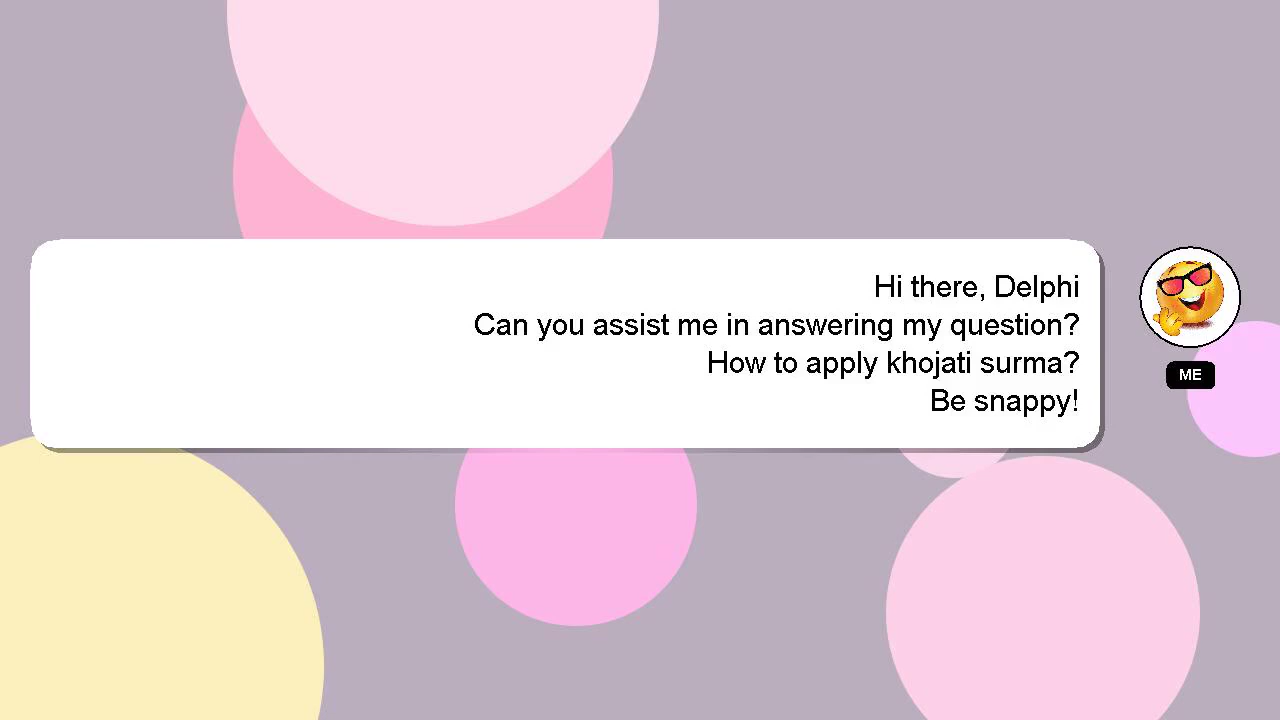 Hi there, Delphi
Can you assist me in answering my question?
How to apply khojati surma?
Be snappy!
ME